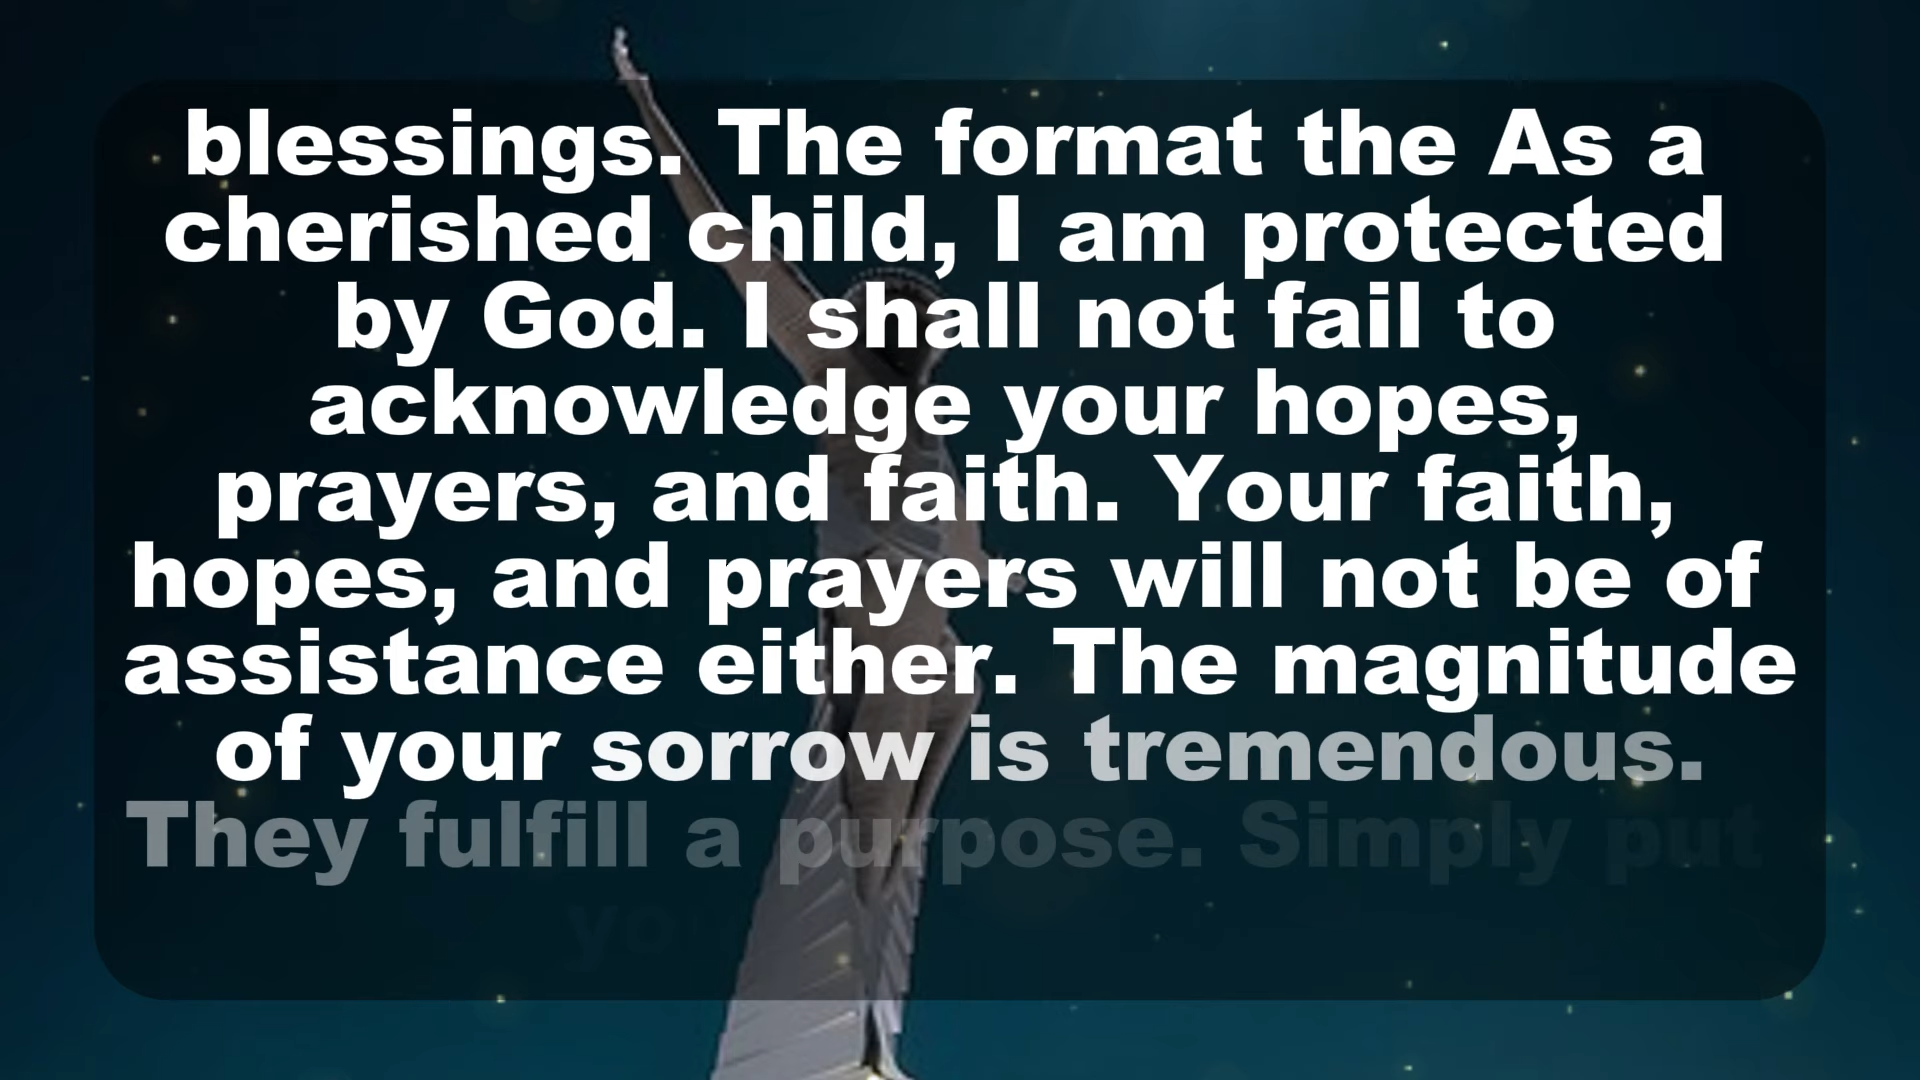 blessings. The format the As a
cherished child, I am protected
by God. I shall not fail to
acknowledge your hopes,
prayers, and faith. Your faith,
hopes, and prayers will not be of
assistance either. The magnitude
of your sorrow is tremendous.
They fulfill a purpose. Simply put